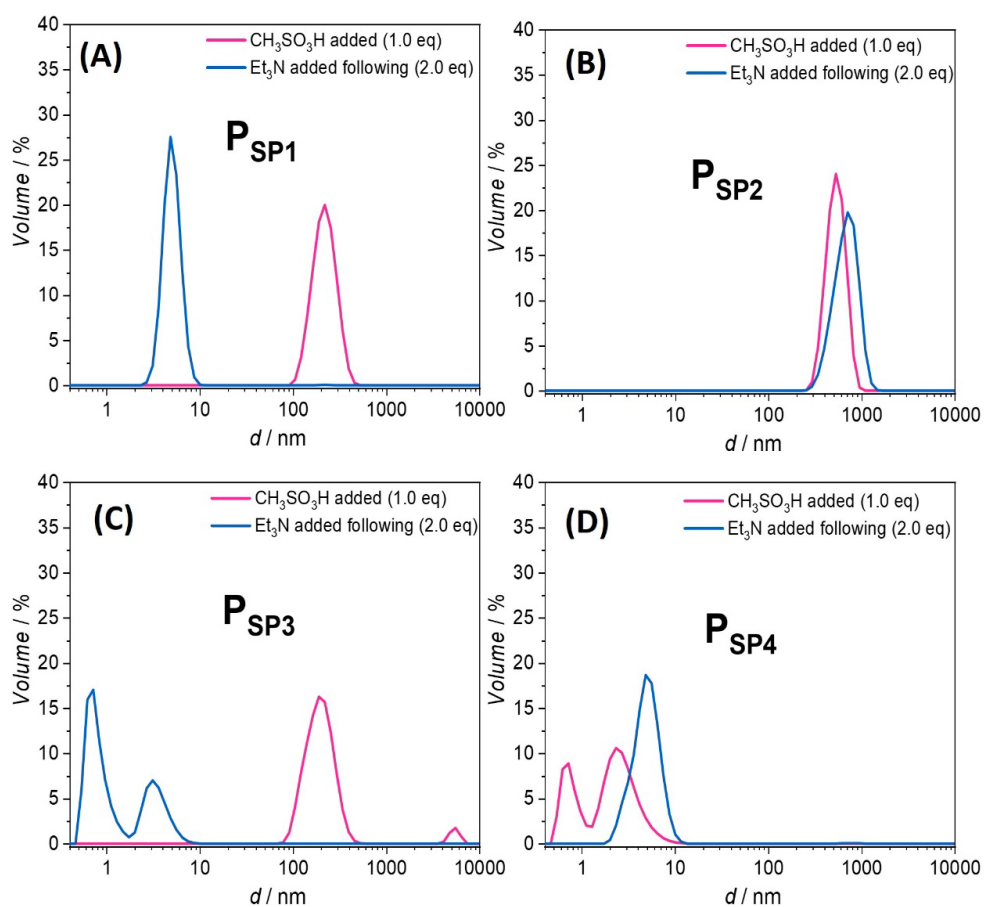 (A)
CH₃SO₃H added (1.0 eq)
Et₃N added following (2.0 eq)
P_SP1
Volume / %
40
35
30
25
20
15
10
5
0
1 10 100 1000 10000
d / nm
(B)
CH₃SO₃H added (1.0 eq)
Et₃N added following (2.0 eq)
P_SP2
Volume / %
40
35
30
25
20
15
10
5
0
1 10 100 1000 10000
d / nm
(C)
CH₃SO₃H added (1.0 eq)
Et₃N added following (2.0 eq)
P_SP3
Volume / %
40
35
30
25
20
15
10
5
0
1 10 100 1000 10000
d / nm
(D)
CH₃SO₃H added (1.0 eq)
Et₃N added following (2.0 eq)
P_SP4
Volume / %
40
35
30
25
20
15
10
5
0
1 10 100 1000 10000
d / nm